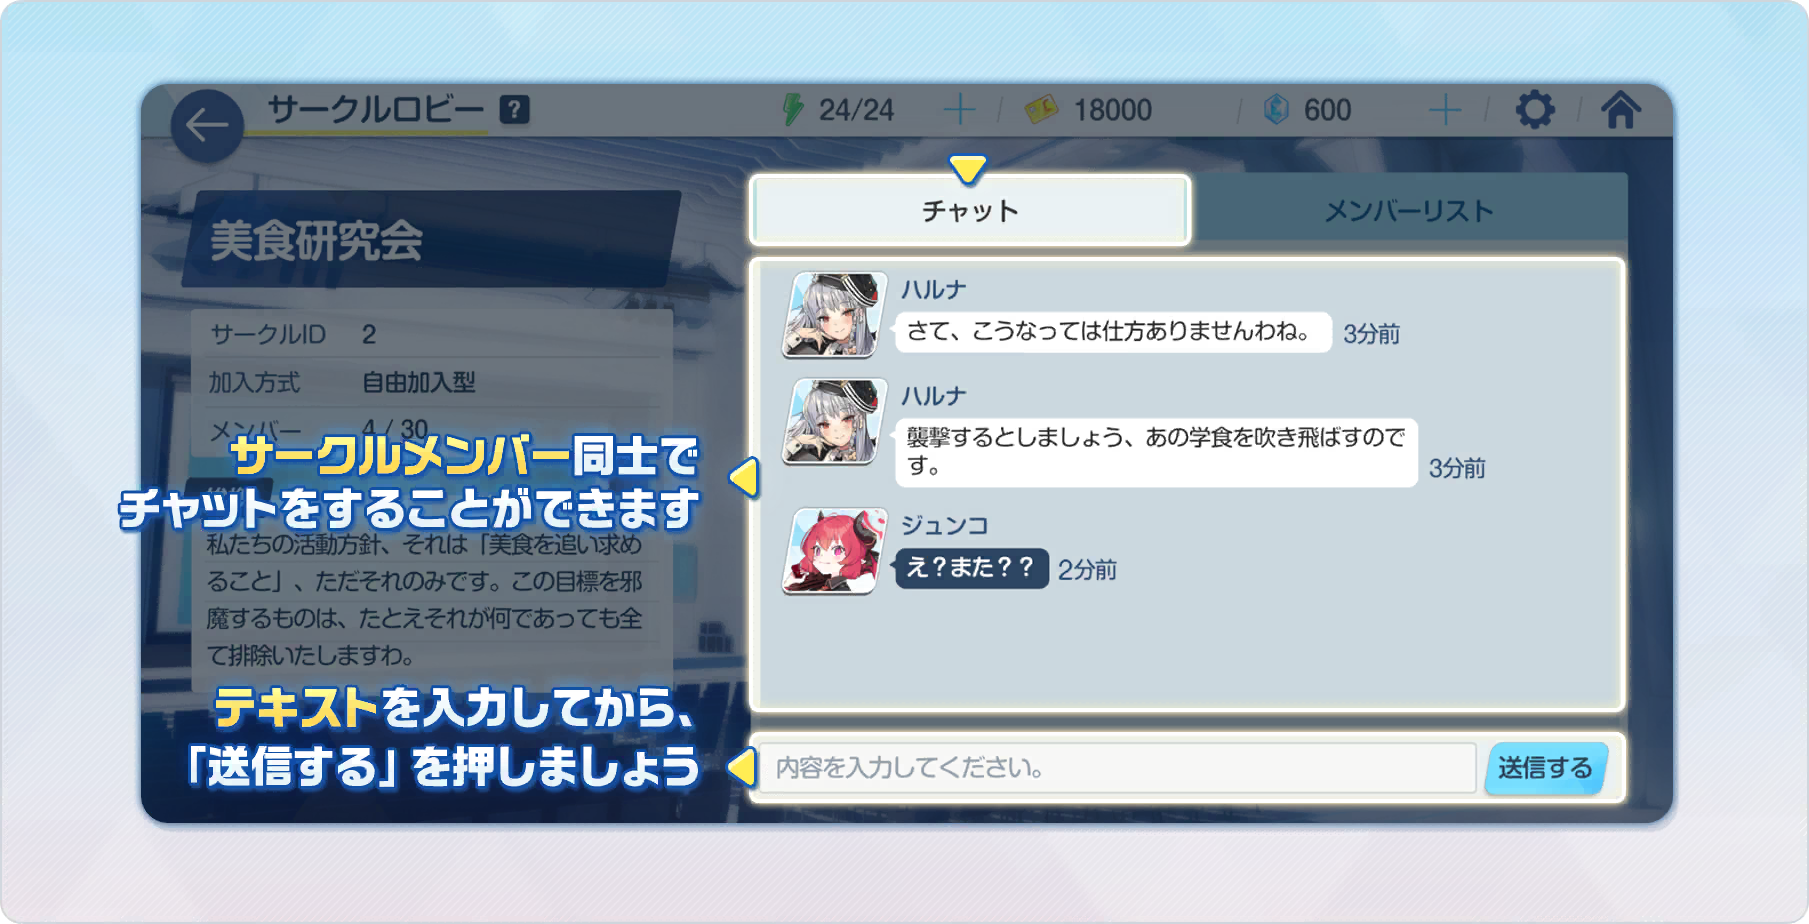 サークルロビー ?
24/24
18000
600
美食研究会
サークルID 2
加入方式 自由加入型
メンバー 4 / 30
サークルメンバー同士で
チャットをすることができます
私たちの活動方針、それは「美食を追い求め
ること」、ただそれのみです。この目標を邪
魔するものは、たとえそれが何であっても全
て排除いたしますわ。
テキストを入力してから、
「送信する」を押しましょう
チャット
メンバーリスト
ハルナ
さて、こうなっては仕方ありませんわね。 3分前
ハルナ
襲撃するとしましょう、あの学食を吹き飛ばすので
す。 3分前
ジュンコ
え？また？？ 2分前
内容を入力してください。
送信する